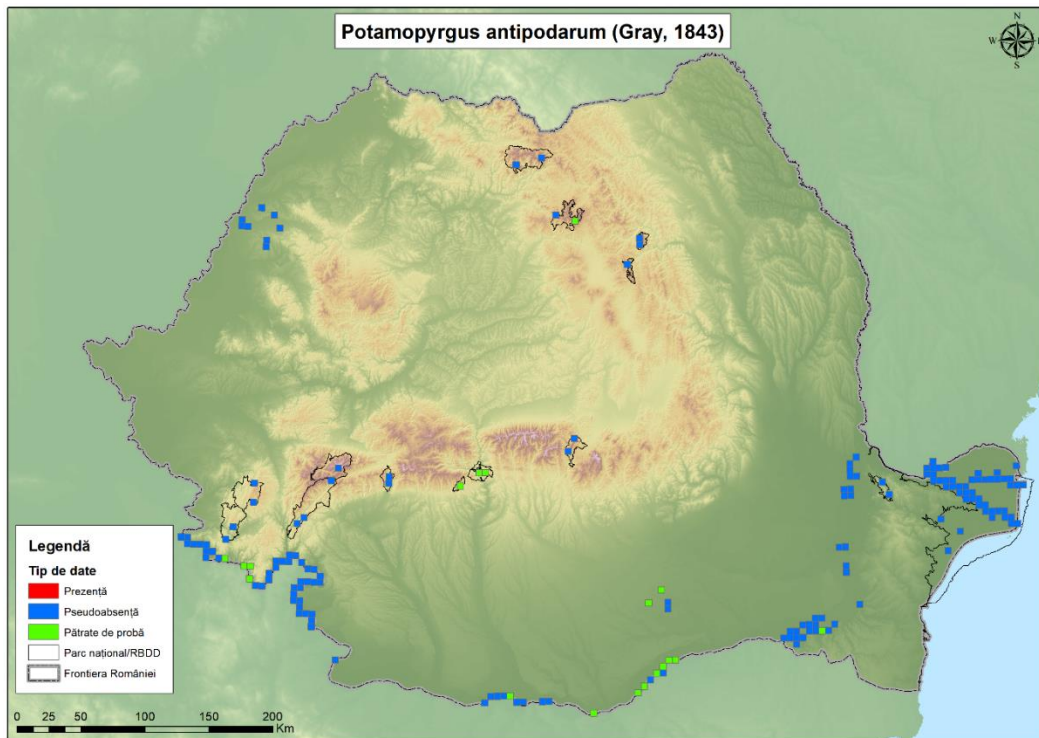 Potamopyrgus antipodarum (Gray, 1843)
N
W
S
Legendă
Tip de date
Prezență
Pseudoabsență
Pătrate de probă
Parc național/RBDD
Frontiera României
0 25 50 100 150 200
Km